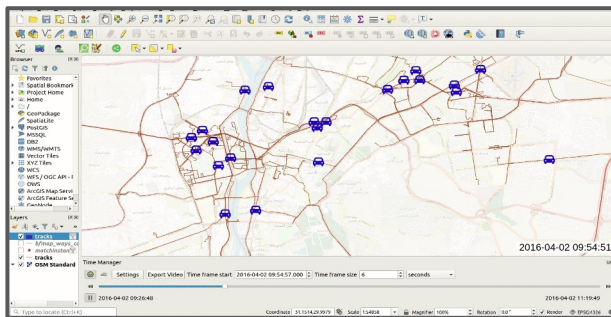 Browser
Favorites
Spatial Bookmark
Project Home
Home
/
GeoPackage
SpatiaLite
PostGIS
MSSQL
DB2
WMS/WMTS
Vector Tiles
XYZ Tiles
WCS
WFS / OGC API - F
OWS
ArcGIS Map Servi
ArcGIS Feature Se
GeoNode
Layers
tracks
tracks
OSM Standard
2016-04-02 09:54:51
Time Manager
Settings Export Video Time frame start 2016-04-02 09:54:57.000 Time frame size 6 seconds
2016-04-02 09:26:48 2016-04-02 11:19:49
Type to locate (Ctrl+K) Coordinate 31.1514,29.9979 Scale 1:54858 Magnifier 100% Rotation 0.0° Render EPSG:4326